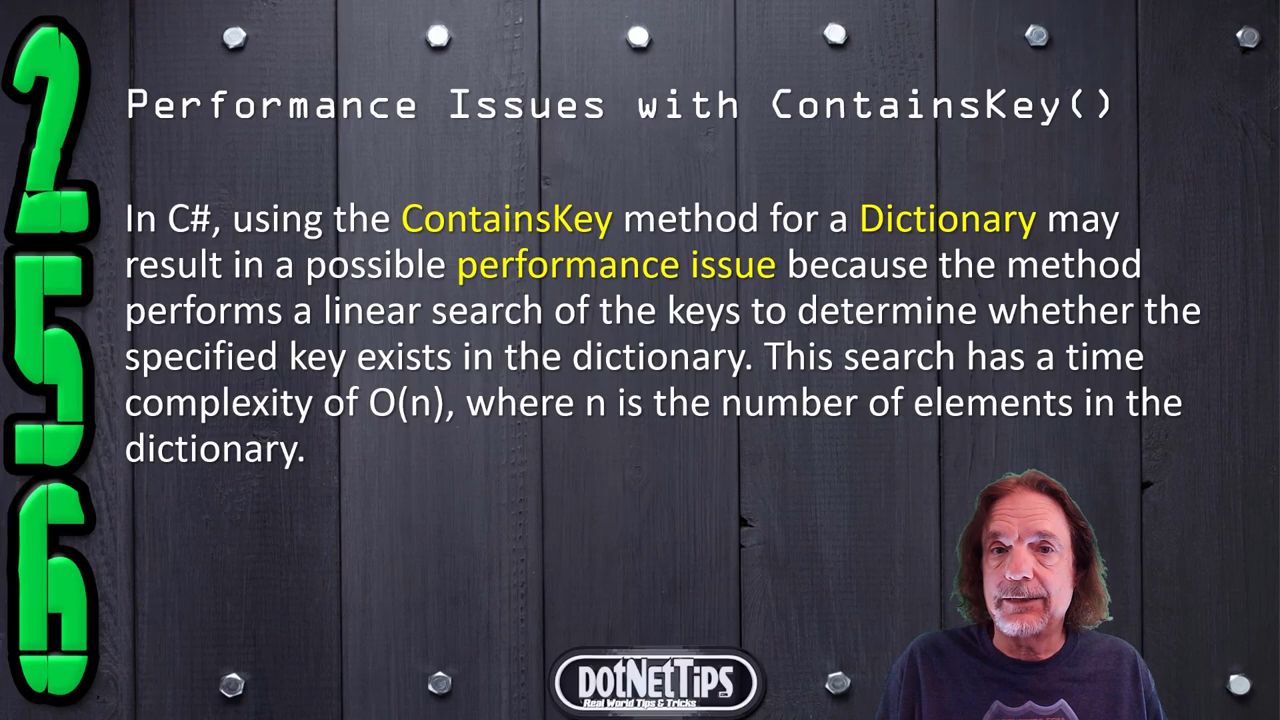 256
Performance Issues with ContainsKey()
In C#, using the ContainsKey method for a Dictionary may
result in a possible performance issue because the method
performs a linear search of the keys to determine whether the
specified key exists in the dictionary. This search has a time
complexity of O(n), where n is the number of elements in the
dictionary.
dotNetTips
Real World Tips & Tricks